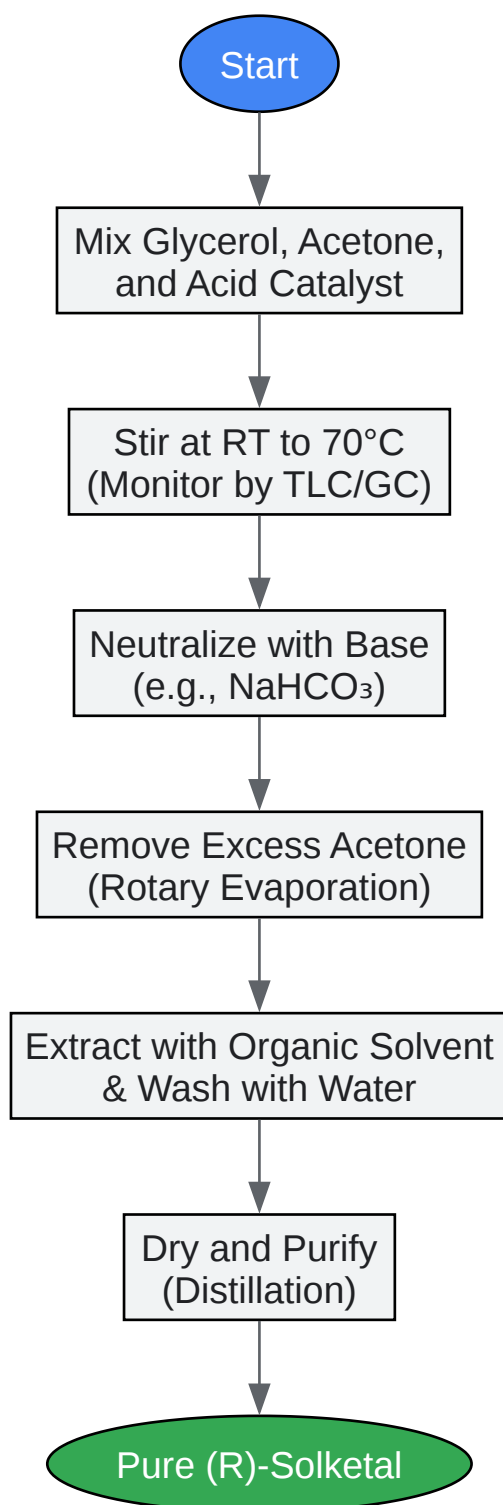 Start
Mix Glycerol, Acetone,
and Acid Catalyst
Stir at RT to 70°C
(Monitor by TLC/GC)
Neutralize with Base
(e.g., NaHCO₃)
Remove Excess Acetone
(Rotary Evaporation)
Extract with Organic Solvent
& Wash with Water
Dry and Purify
(Distillation)
Pure (R)-Solketal